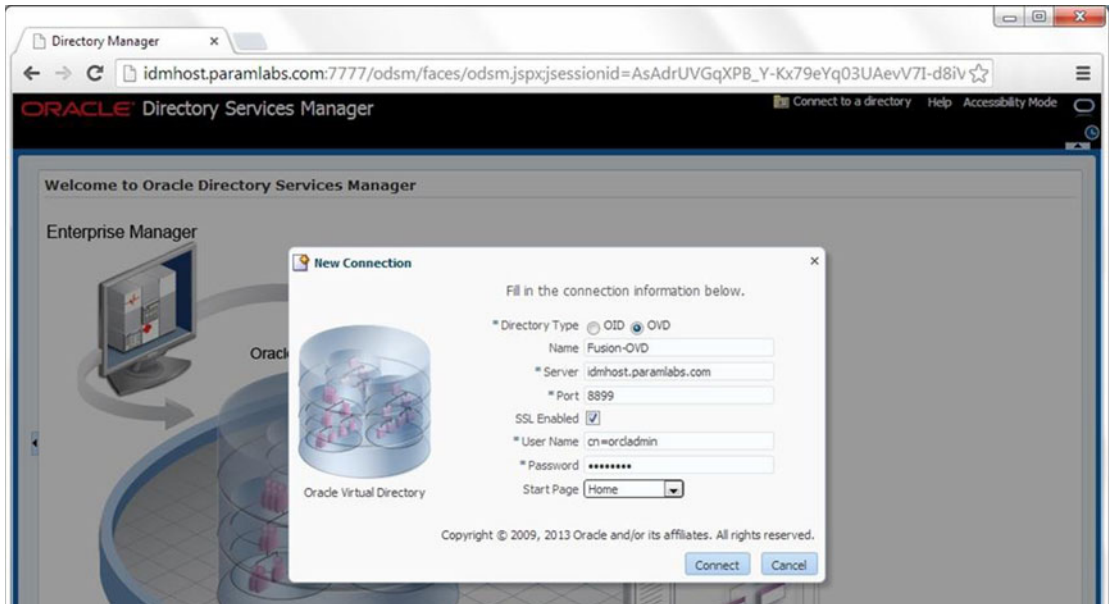 Directory Manager
idmhost.paramlabs.com:7777/odsm/faces/odsm.jspx;jsessionid=AsAdrUVGqXPB_Y-Kx79eYq03UAevV7I-d8iV
ORACLE Directory Services Manager
Connect to a directory Help Accessibility Mode
Welcome to Oracle Directory Services Manager
Enterprise Manager
Oracl
New Connection
Fill in the connection information below.
* Directory Type OID OVD
Name Fusion-OVD
* Server idmhost.paramlabs.com
* Port 8899
SSL Enabled
* User Name cn=orcladmin
* Password ••••••••
Start Page Home
Oracle Virtual Directory
Copyright © 2009, 2013 Oracle and/or its affiliates. All rights reserved.
Connect Cancel